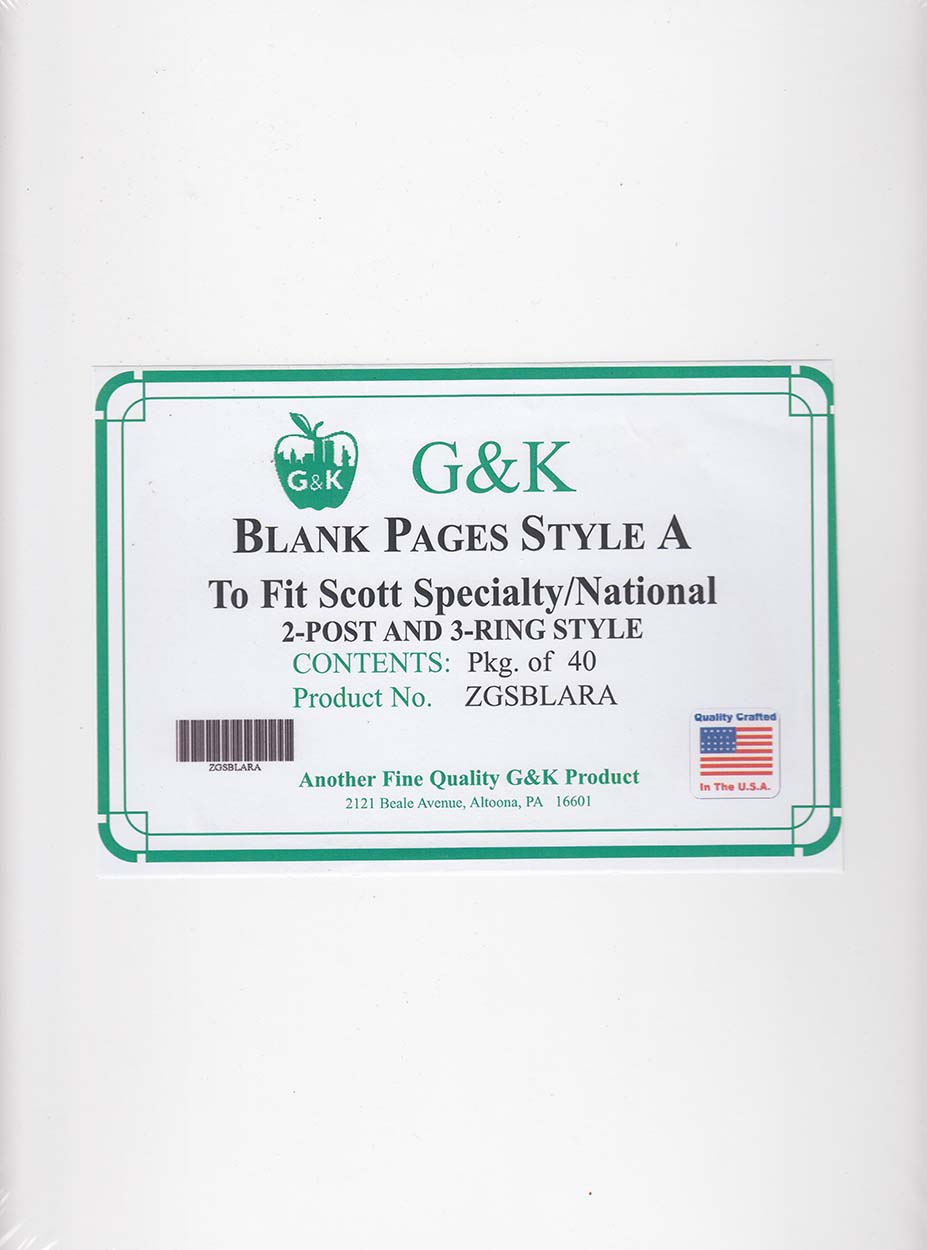 G&K
G&K
BLANK PAGES STYLE A
To Fit Scott Specialty/National
2-POST AND 3-RING STYLE
CONTENTS: Pkg. of 40
Product No. ZGSBLARA
ZGSBLARA
Quality Crafted
In The U.S.A.
Another Fine Quality G&K Product
2121 Beale Avenue, Altoona, PA 16601